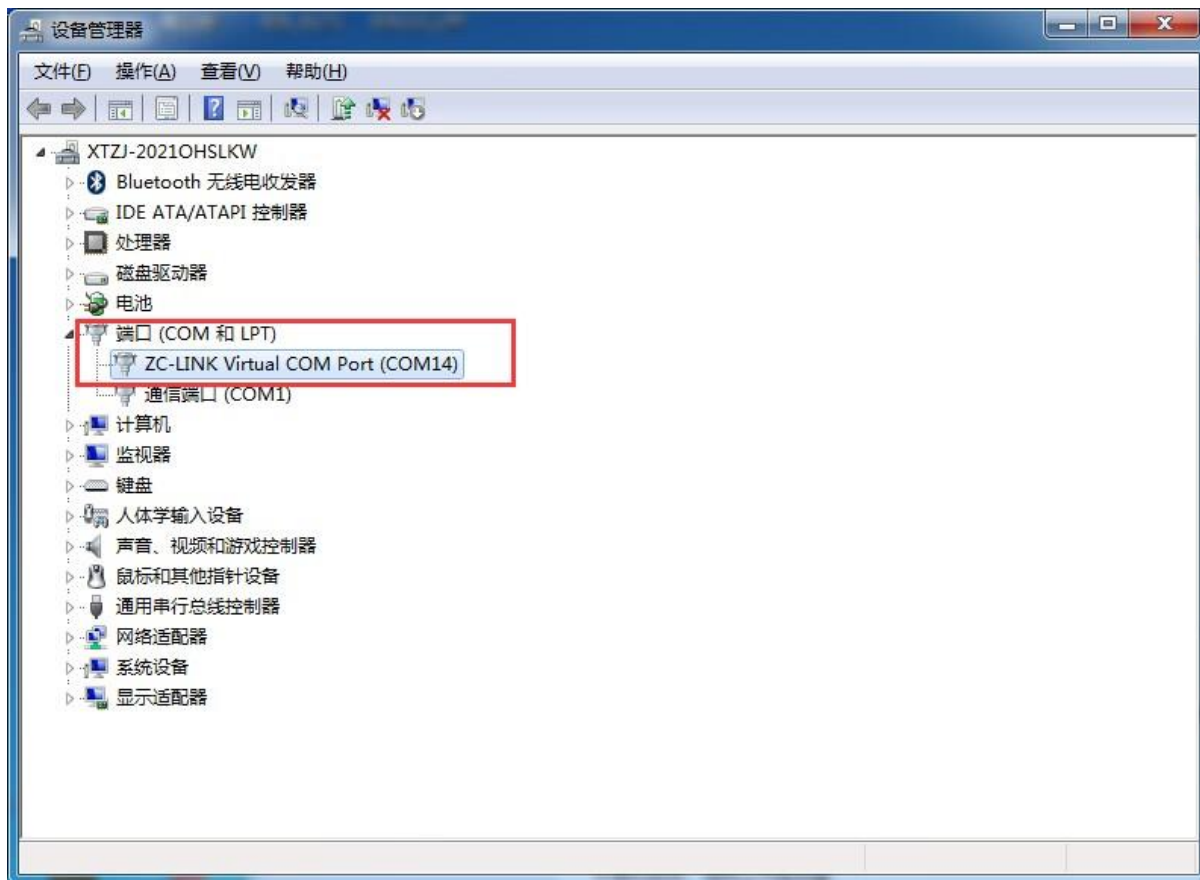 设备管理器
文件(F) 操作(A) 查看(V) 帮助(H)
XTZJ-2021OHSLKW
Bluetooth 无线电收发器
IDE ATA/ATAPI 控制器
处理器
磁盘驱动器
电池
端口 (COM 和 LPT)
ZC-LINK Virtual COM Port (COM14)
通信端口 (COM1)
计算机
监视器
键盘
人体学输入设备
声音、视频和游戏控制器
鼠标和其他指针设备
通用串行总线控制器
网络适配器
系统设备
显示适配器